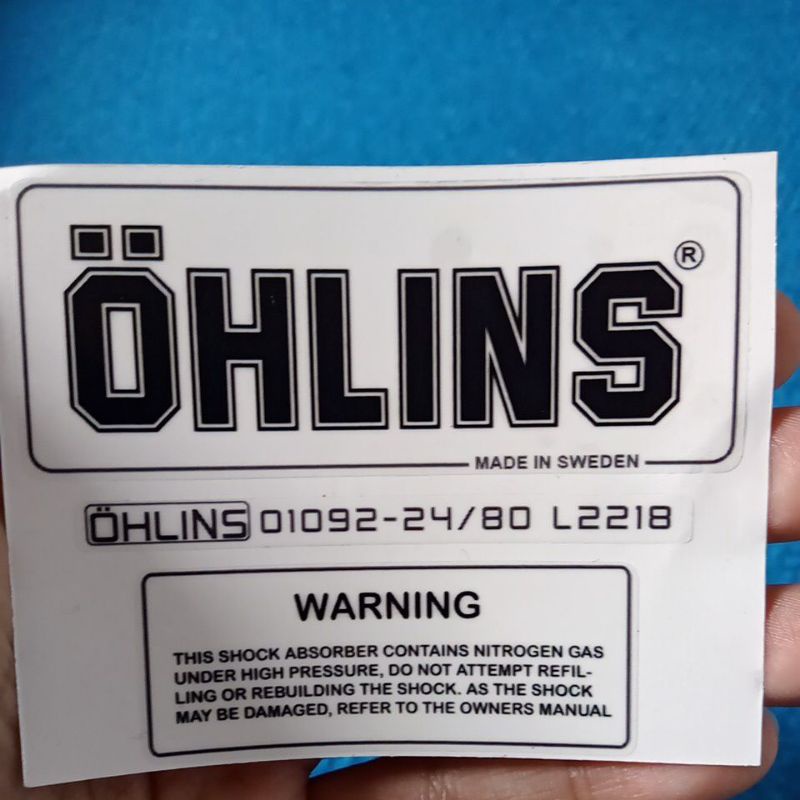 ÖHLINS®
MADE IN SWEDEN
ÖHLINS 01092-24/80 L2218
WARNING
THIS SHOCK ABSORBER CONTAINS NITROGEN GAS
UNDER HIGH PRESSURE, DO NOT ATTEMPT REFIL-
LING OR REBUILDING THE SHOCK. AS THE SHOCK
MAY BE DAMAGED, REFER TO THE OWNERS MANUAL